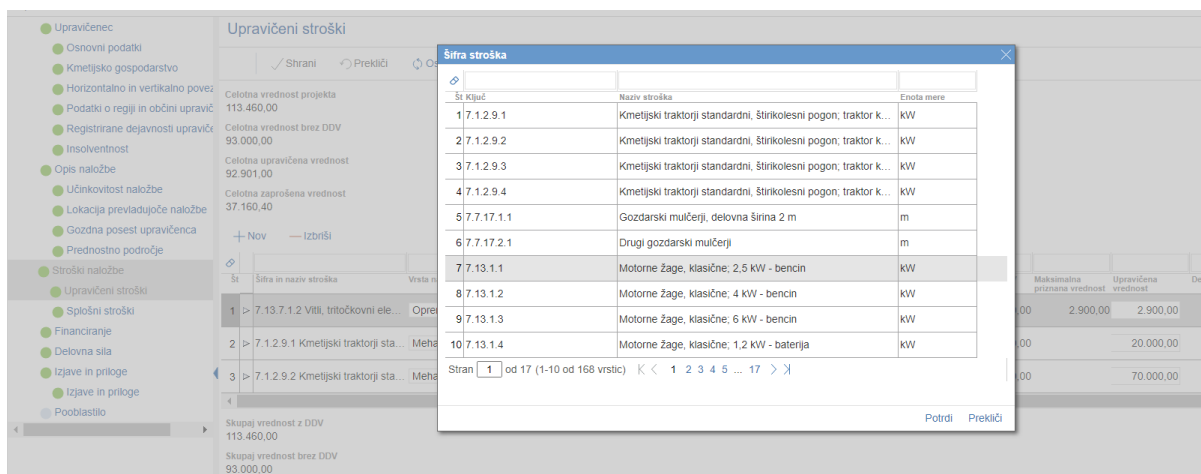 Upravičenec
Osnovni podatki
Kmetijsko gospodarstvo
Horizontalno in vertikalno povez
Podatki o regiji in občini upravič
Registrirane dejavnosti upraviče
Insolventnost
Opis naložbe
Učinkovitost naložbe
Lokacija prevladujoče naložbe
Gozdna posest upravičenca
Prednostno področje
Stroški naložbe
Upravičeni stroški
Splošni stroški
Financiranje
Delovna sila
Izjave in priloge
Izjave in priloge
Pooblastilo
Upravičeni stroški
Shrani Prekliči Os
Celotna vrednost projekta
113.460,00
Celotna vrednost brez DDV
93.000,00
Celotna upravičena vrednost
92.901,00
Celotna zaprošena vrednost
37.160,40
Nov Izbriši
Št Šifra in naziv stroška Vrsta na Maksimalna priznana vrednost Upravičena vrednost De
1 7.13.7.1.2 Vitli, tritočkovni ele... Opre ,00 2.900,00 2.900,00
2 7.1.2.9.1 Kmetijski traktorji sta... Meha ,00 20.000,00
3 7.1.2.9.2 Kmetijski traktorji sta... Meha ,00 70.000,00
Skupaj vrednost z DDV
113.460,00
Skupaj vrednost brez DDV
93.000,00
Šifra stroška
Št Ključ Naziv stroška Enota mere
1 7.1.2.9.1 Kmetijski traktorji standardni, štirikolesni pogon; traktor k... kW
2 7.1.2.9.2 Kmetijski traktorji standardni, štirikolesni pogon; traktor k... kW
3 7.1.2.9.3 Kmetijski traktorji standardni, štirikolesni pogon; traktor k... kW
4 7.1.2.9.4 Kmetijski traktorji standardni, štirikolesni pogon; traktor k... kW
5 7.7.17.1.1 Gozdarski mulčerji, delovna širina 2 m m
6 7.7.17.2.1 Drugi gozdarski mulčerji m
7 7.13.1.1 Motorne žage, klasične; 2,5 kW - bencin kW
8 7.13.1.2 Motorne žage, klasične; 4 kW - bencin kW
9 7.13.1.3 Motorne žage, klasične; 6 kW - bencin kW
10 7.13.1.4 Motorne žage, klasične; 1,2 kW - baterija kW
Stran 1 od 17 (1-10 od 168 vrstic) 1 2 3 4 5 ... 17
Potrdi Prekliči